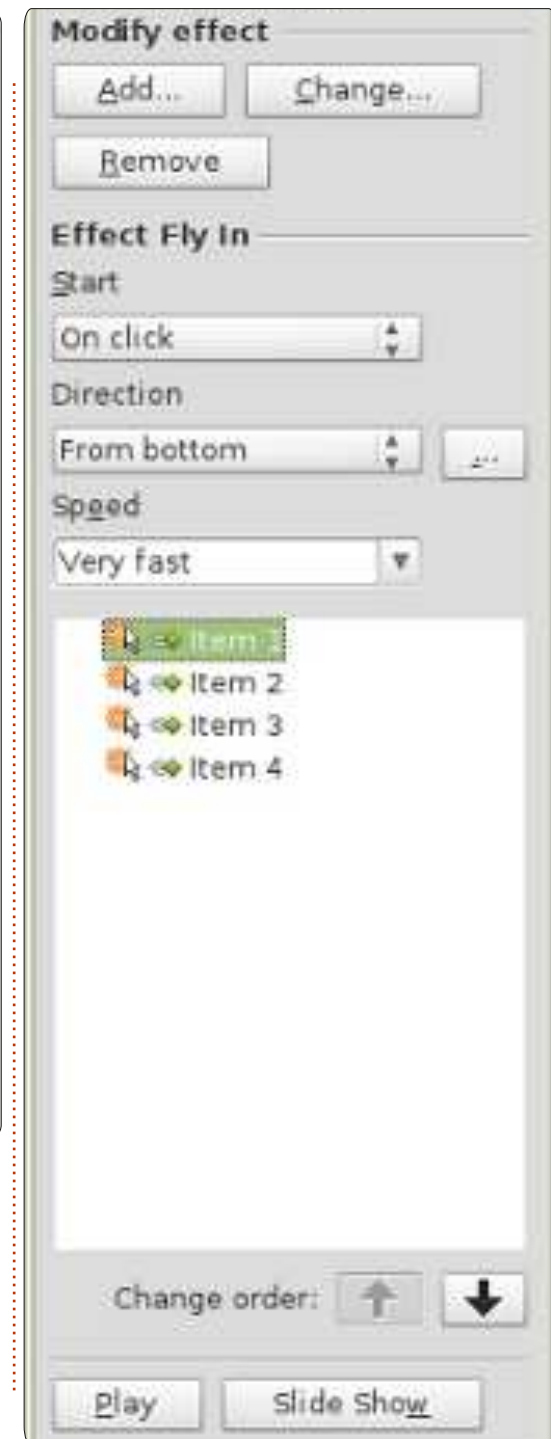 Modify effect
Add... Change...
Remove
Effect Fly In
Start
On click
Direction
From bottom ...
Speed
Very fast
Item 1
Item 2
Item 3
Item 4
Change order:
Play Slide Show